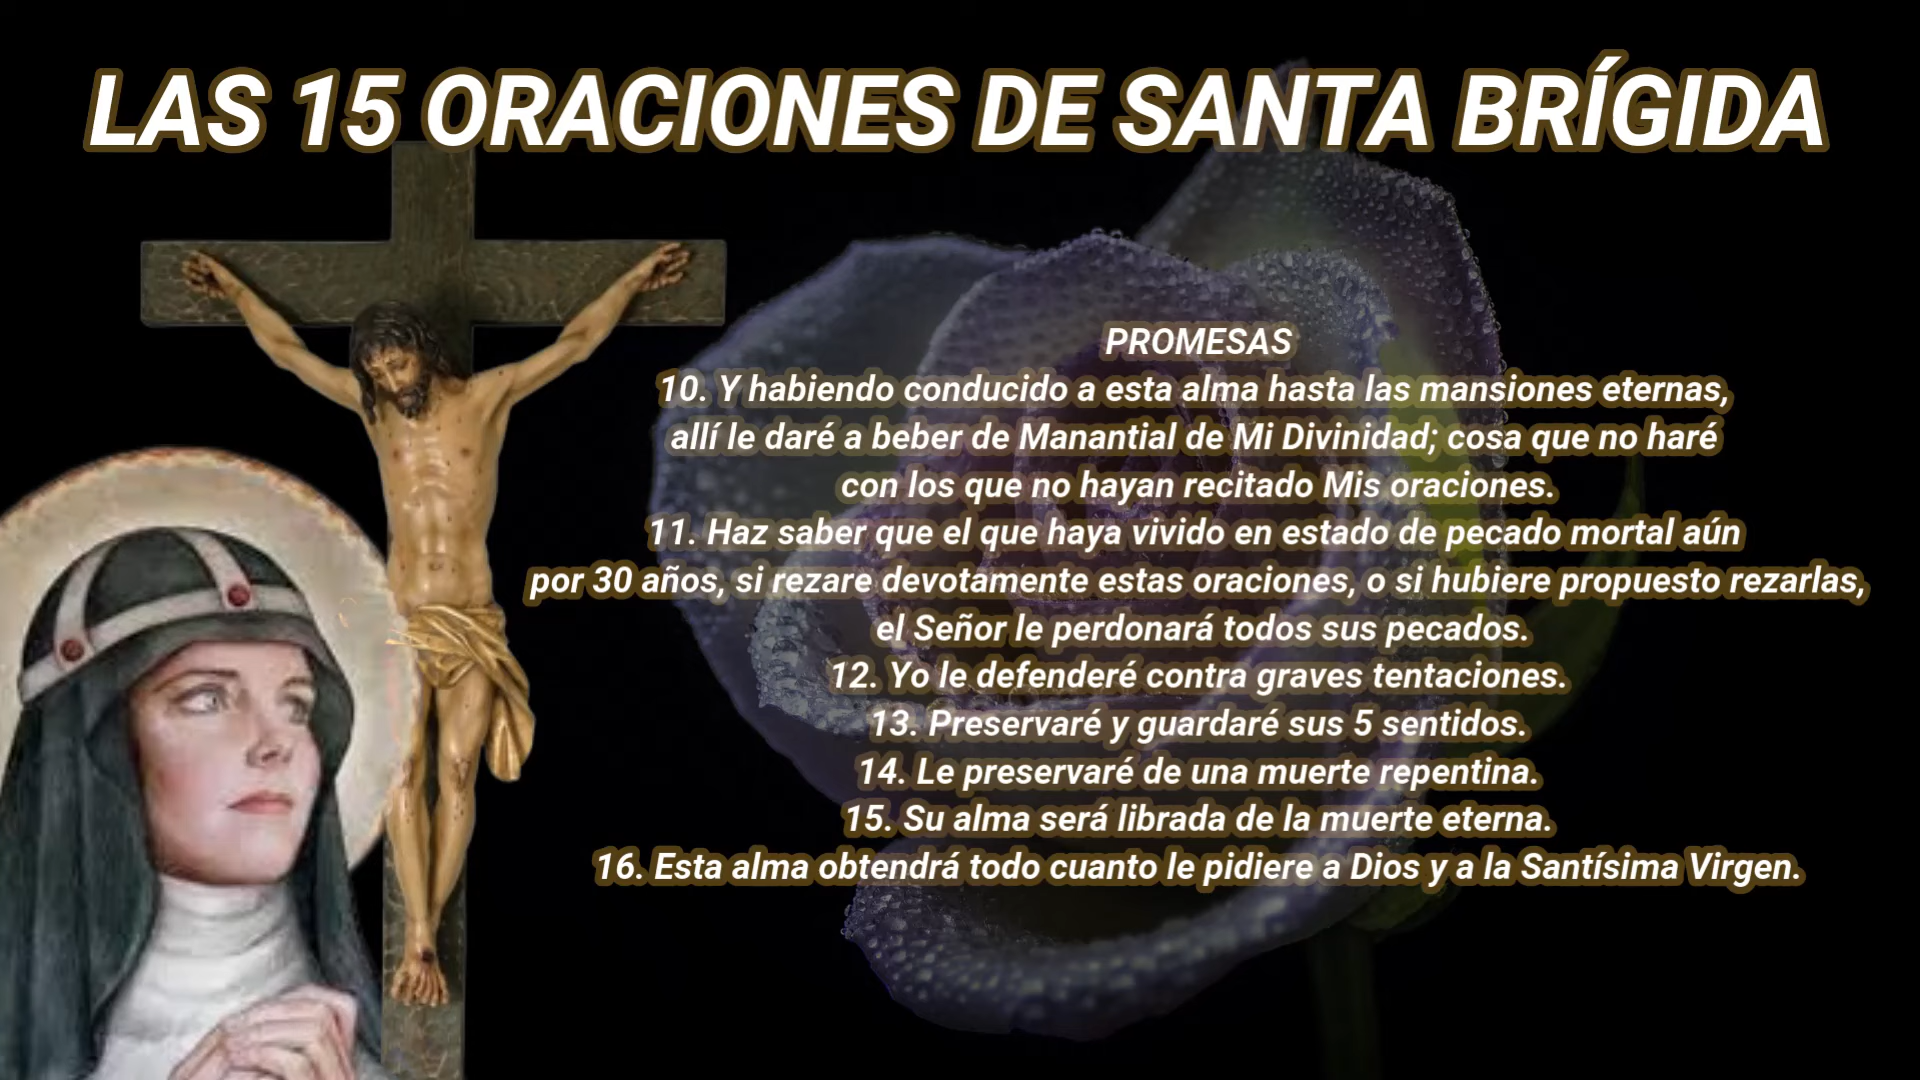 LAS 15 ORACIONES DE SANTA BRÍGIDA
PROMESAS
10. Y habiendo conducido a esta alma hasta las mansiones eternas,
allí le daré a beber de Manantial de Mi Divinidad; cosa que no haré
con los que no hayan recitado Mis oraciones.
11. Haz saber que el que haya vivido en estado de pecado mortal aún
por 30 años, si rezare devotamente estas oraciones, o si hubiere propuesto rezarlas,
el Señor le perdonará todos sus pecados.
12. Yo le defenderé contra graves tentaciones.
13. Preservaré y guardaré sus 5 sentidos.
14. Le preservaré de una muerte repentina.
15. Su alma será librada de la muerte eterna.
16. Esta alma obtendrá todo cuanto le pidiere a Dios y a la Santísima Virgen.